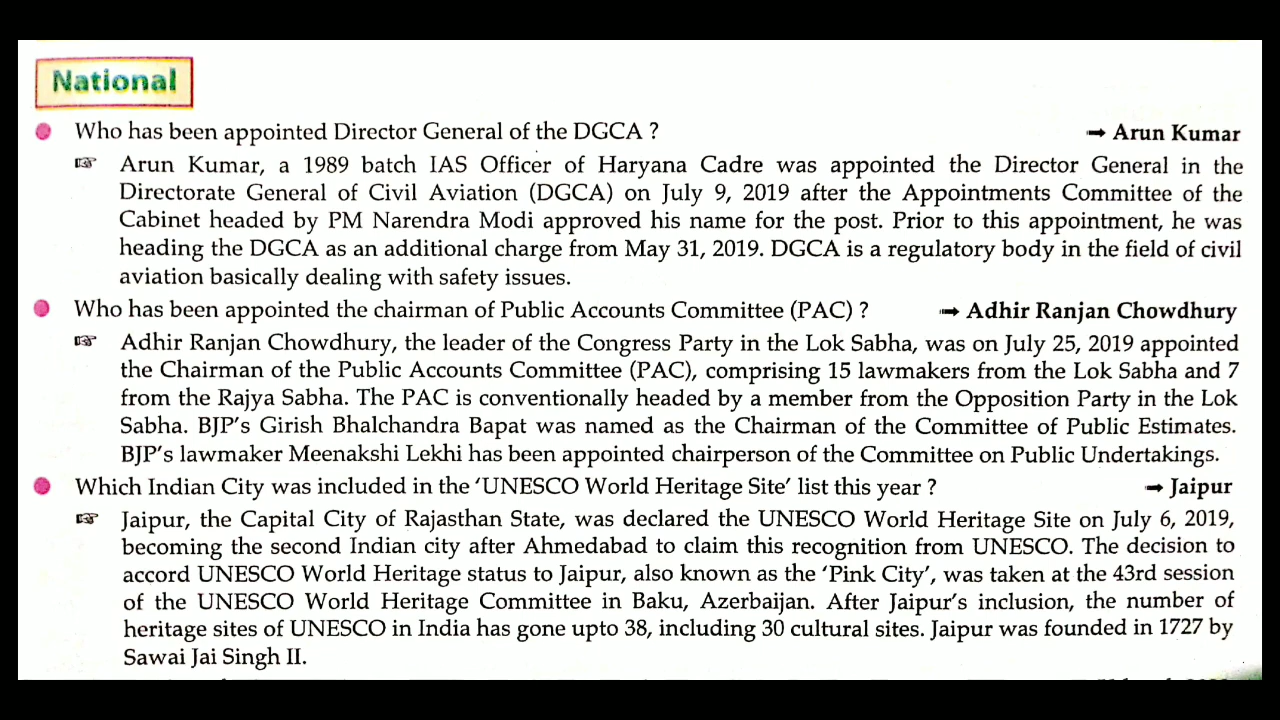 National
Who has been appointed Director General of the DGCA ? ➞ Arun Kumar
☞ Arun Kumar, a 1989 batch IAS Officer of Haryana Cadre was appointed the Director General in the
Directorate General of Civil Aviation (DGCA) on July 9, 2019 after the Appointments Committee of the
Cabinet headed by PM Narendra Modi approved his name for the post. Prior to this appointment, he was
heading the DGCA as an additional charge from May 31, 2019. DGCA is a regulatory body in the field of civil
aviation basically dealing with safety issues.
Who has been appointed the chairman of Public Accounts Committee (PAC) ? ➞ Adhir Ranjan Chowdhury
☞ Adhir Ranjan Chowdhury, the leader of the Congress Party in the Lok Sabha, was on July 25, 2019 appointed
the Chairman of the Public Accounts Committee (PAC), comprising 15 lawmakers from the Lok Sabha and 7
from the Rajya Sabha. The PAC is conventionally headed by a member from the Opposition Party in the Lok
Sabha. BJP's Girish Bhalchandra Bapat was named as the Chairman of the Committee of Public Estimates.
BJP's lawmaker Meenakshi Lekhi has been appointed chairperson of the Committee on Public Undertakings.
Which Indian City was included in the 'UNESCO World Heritage Site' list this year ? ➞ Jaipur
☞ Jaipur, the Capital City of Rajasthan State, was declared the UNESCO World Heritage Site on July 6, 2019,
becoming the second Indian city after Ahmedabad to claim this recognition from UNESCO. The decision to
accord UNESCO World Heritage status to Jaipur, also known as the 'Pink City', was taken at the 43rd session
of the UNESCO World Heritage Committee in Baku, Azerbaijan. After Jaipur's inclusion, the number of
heritage sites of UNESCO in India has gone upto 38, including 30 cultural sites. Jaipur was founded in 1727 by
Sawai Jai Singh II.